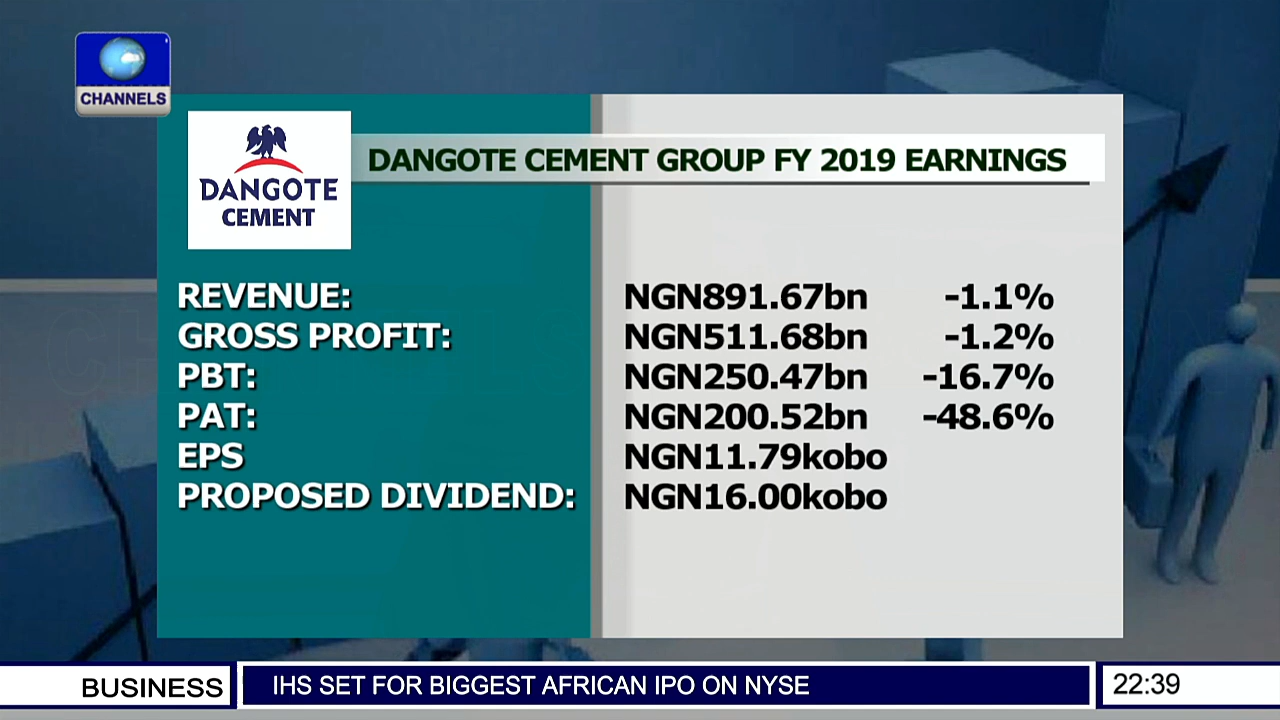 CHANNELS
DANGOTE
CEMENT
DANGOTE CEMENT GROUP FY 2019 EARNINGS
REVENUE: NGN891.67bn -1.1%
GROSS PROFIT: NGN511.68bn -1.2%
PBT: NGN250.47bn -16.7%
PAT: NGN200.52bn -48.6%
EPS NGN11.79kobo
PROPOSED DIVIDEND: NGN16.00kobo
BUSINESS IHS SET FOR BIGGEST AFRICAN IPO ON NYSE 22:39